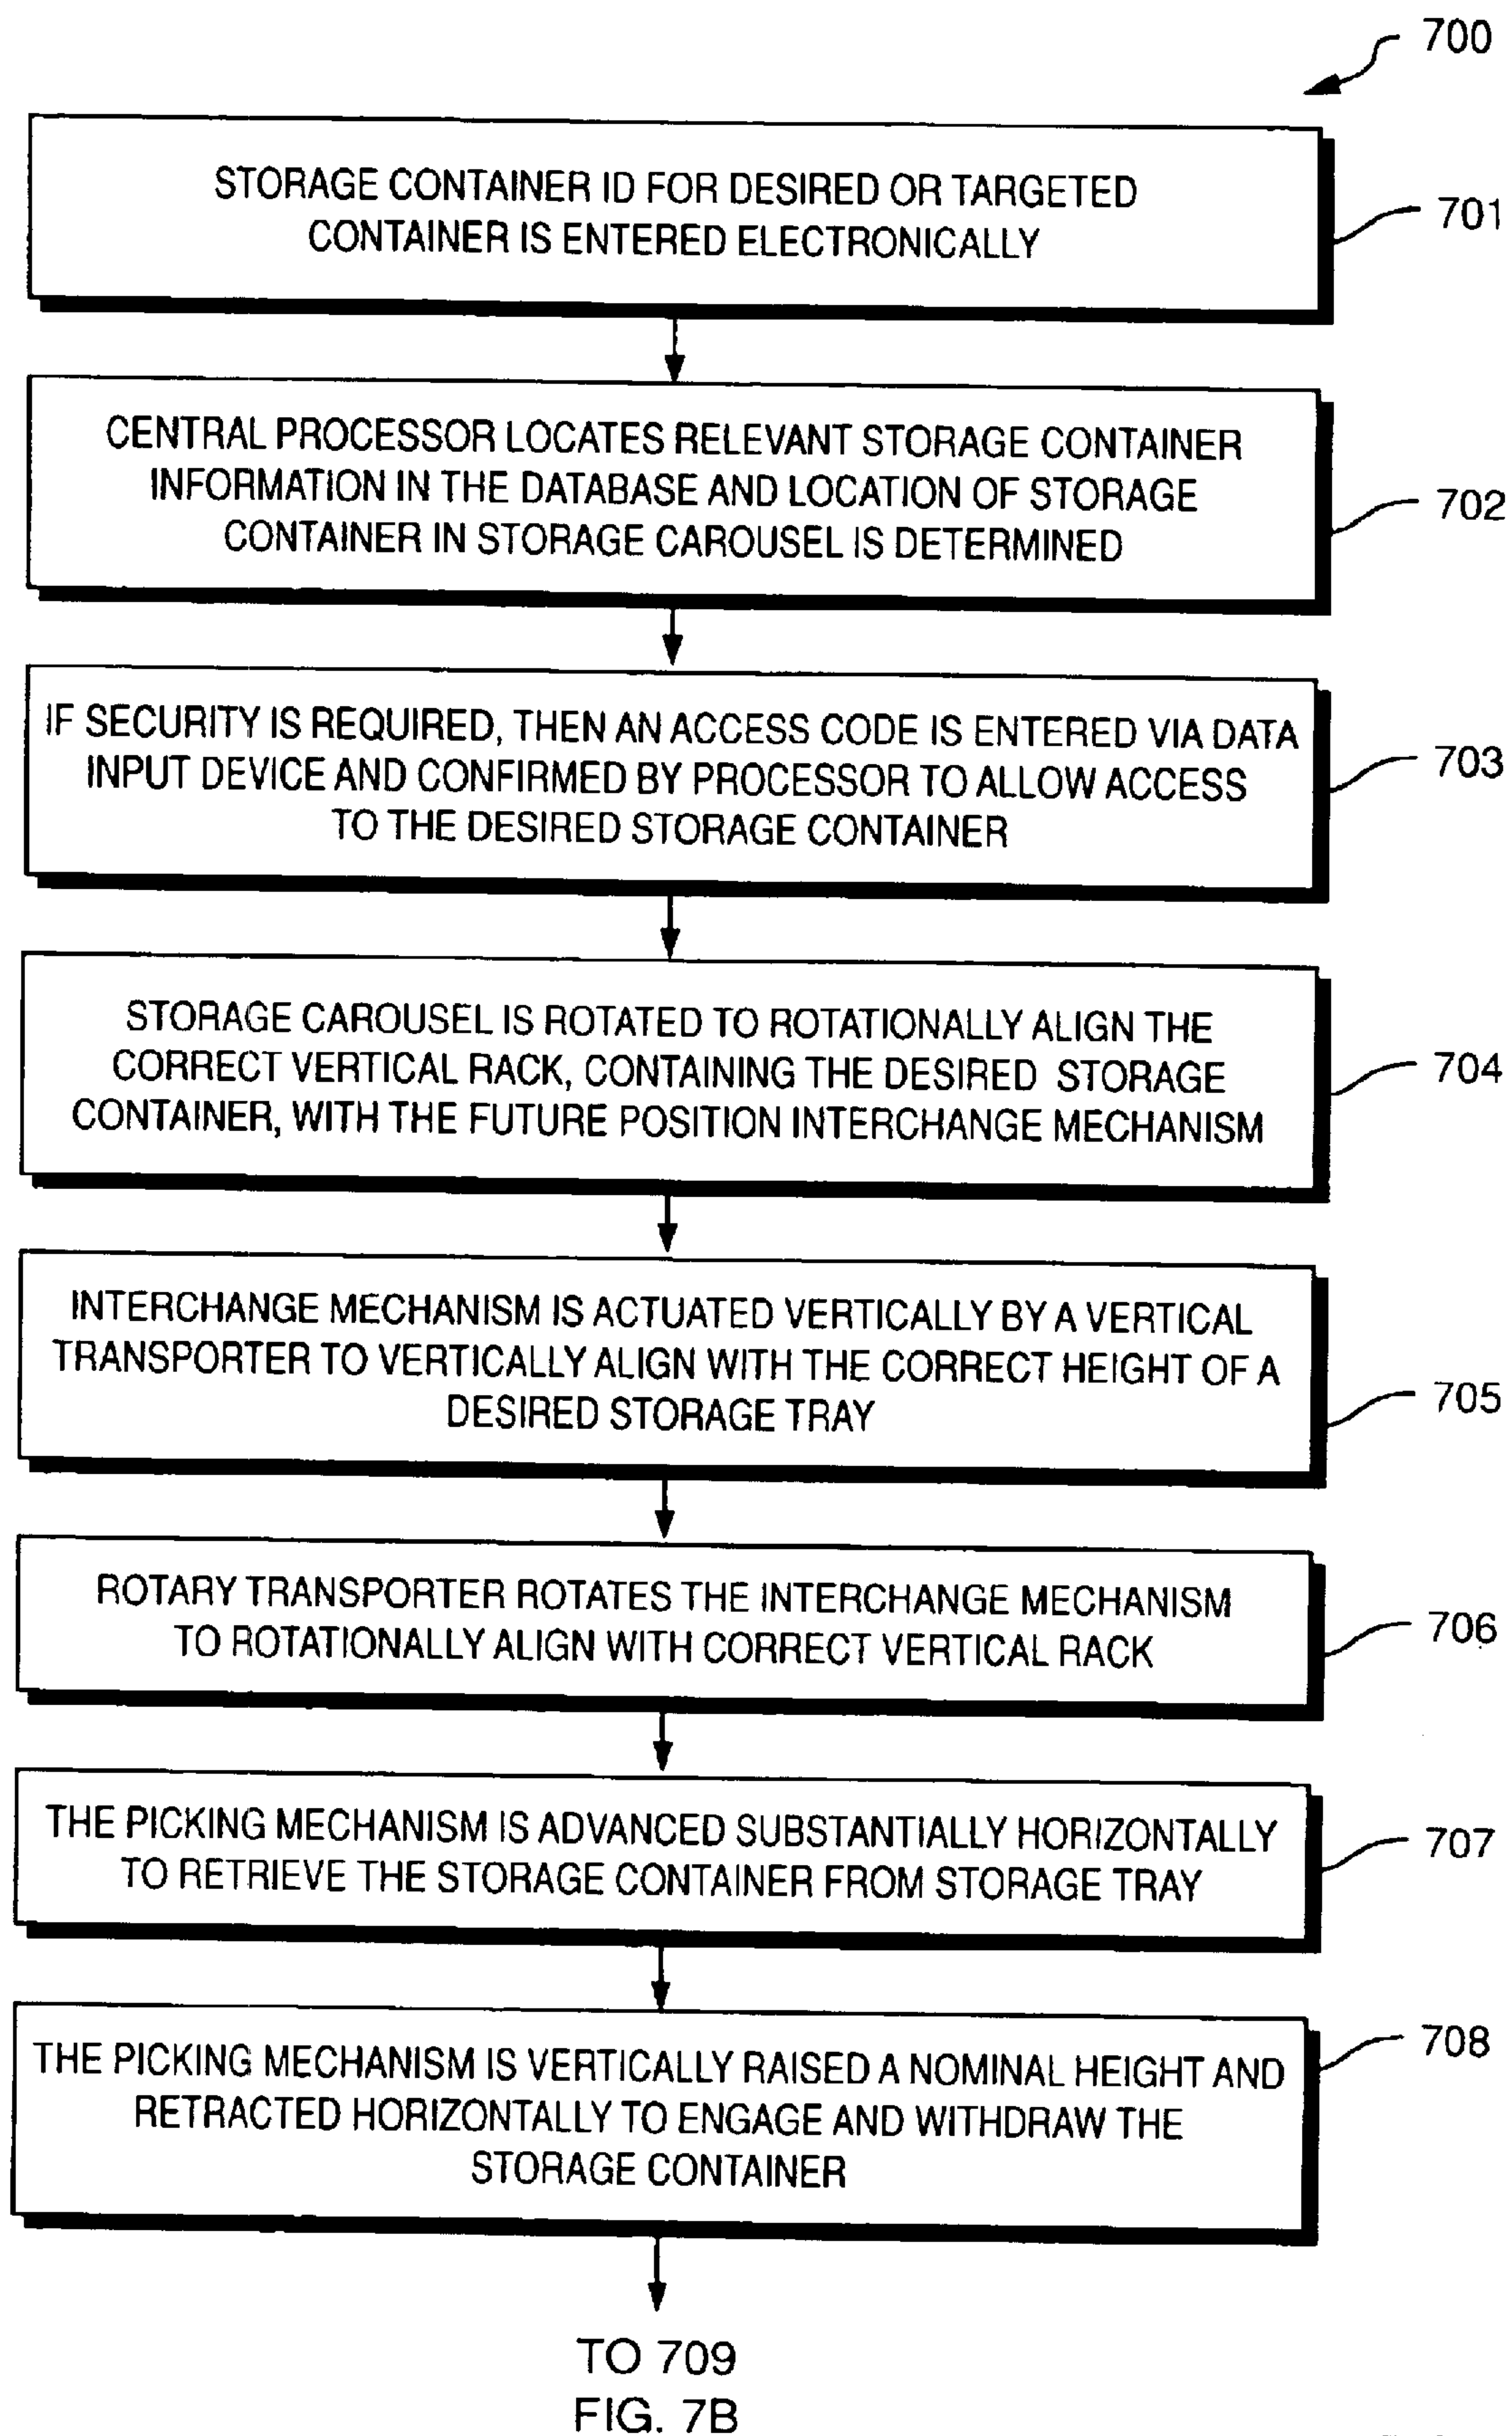 700
STORAGE CONTAINER ID FOR DESIRED OR TARGETED
CONTAINER IS ENTERED ELECTRONICALLY
701
CENTRAL PROCESSOR LOCATES RELEVANT STORAGE CONTAINER
INFORMATION IN THE DATABASE AND LOCATION OF STORAGE
CONTAINER IN STORAGE CAROUSEL IS DETERMINED
702
IF SECURITY IS REQUIRED, THEN AN ACCESS CODE IS ENTERED VIA DATA
INPUT DEVICE AND CONFIRMED BY PROCESSOR TO ALLOW ACCESS
TO THE DESIRED STORAGE CONTAINER
703
STORAGE CAROUSEL IS ROTATED TO ROTATIONALLY ALIGN THE
CORRECT VERTICAL RACK, CONTAINING THE DESIRED STORAGE
CONTAINER, WITH THE FUTURE POSITION INTERCHANGE MECHANISM
704
INTERCHANGE MECHANISM IS ACTUATED VERTICALLY BY A VERTICAL
TRANSPORTER TO VERTICALLY ALIGN WITH THE CORRECT HEIGHT OF A
DESIRED STORAGE TRAY
705
ROTARY TRANSPORTER ROTATES THE INTERCHANGE MECHANISM
TO ROTATIONALLY ALIGN WITH CORRECT VERTICAL RACK
706
THE PICKING MECHANISM IS ADVANCED SUBSTANTIALLY HORIZONTALLY
TO RETRIEVE THE STORAGE CONTAINER FROM STORAGE TRAY
707
THE PICKING MECHANISM IS VERTICALLY RAISED A NOMINAL HEIGHT AND
RETRACTED HORIZONTALLY TO ENGAGE AND WITHDRAW THE
STORAGE CONTAINER
708
TO 709
FIG. 7B